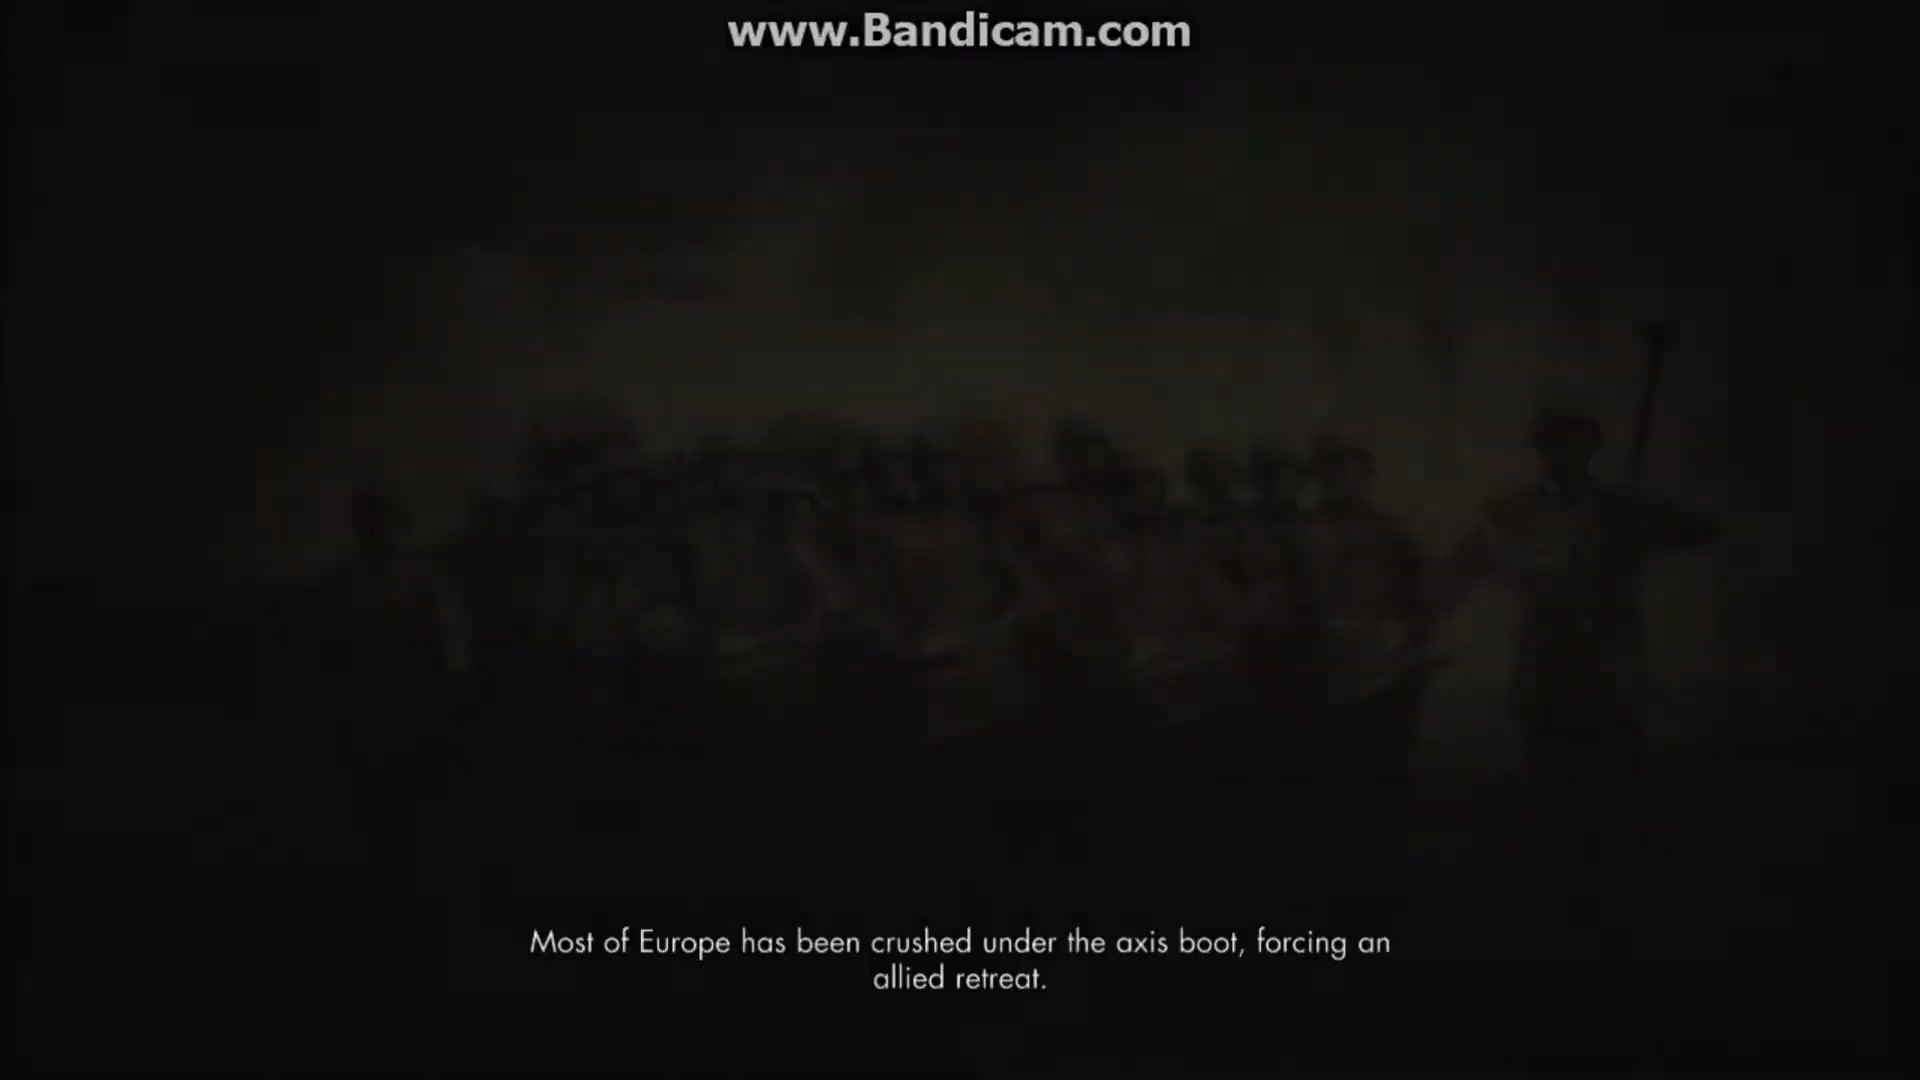 www.Bandicam.com
Most of Europe has been crushed under the axis boot, forcing an
allied retreat.